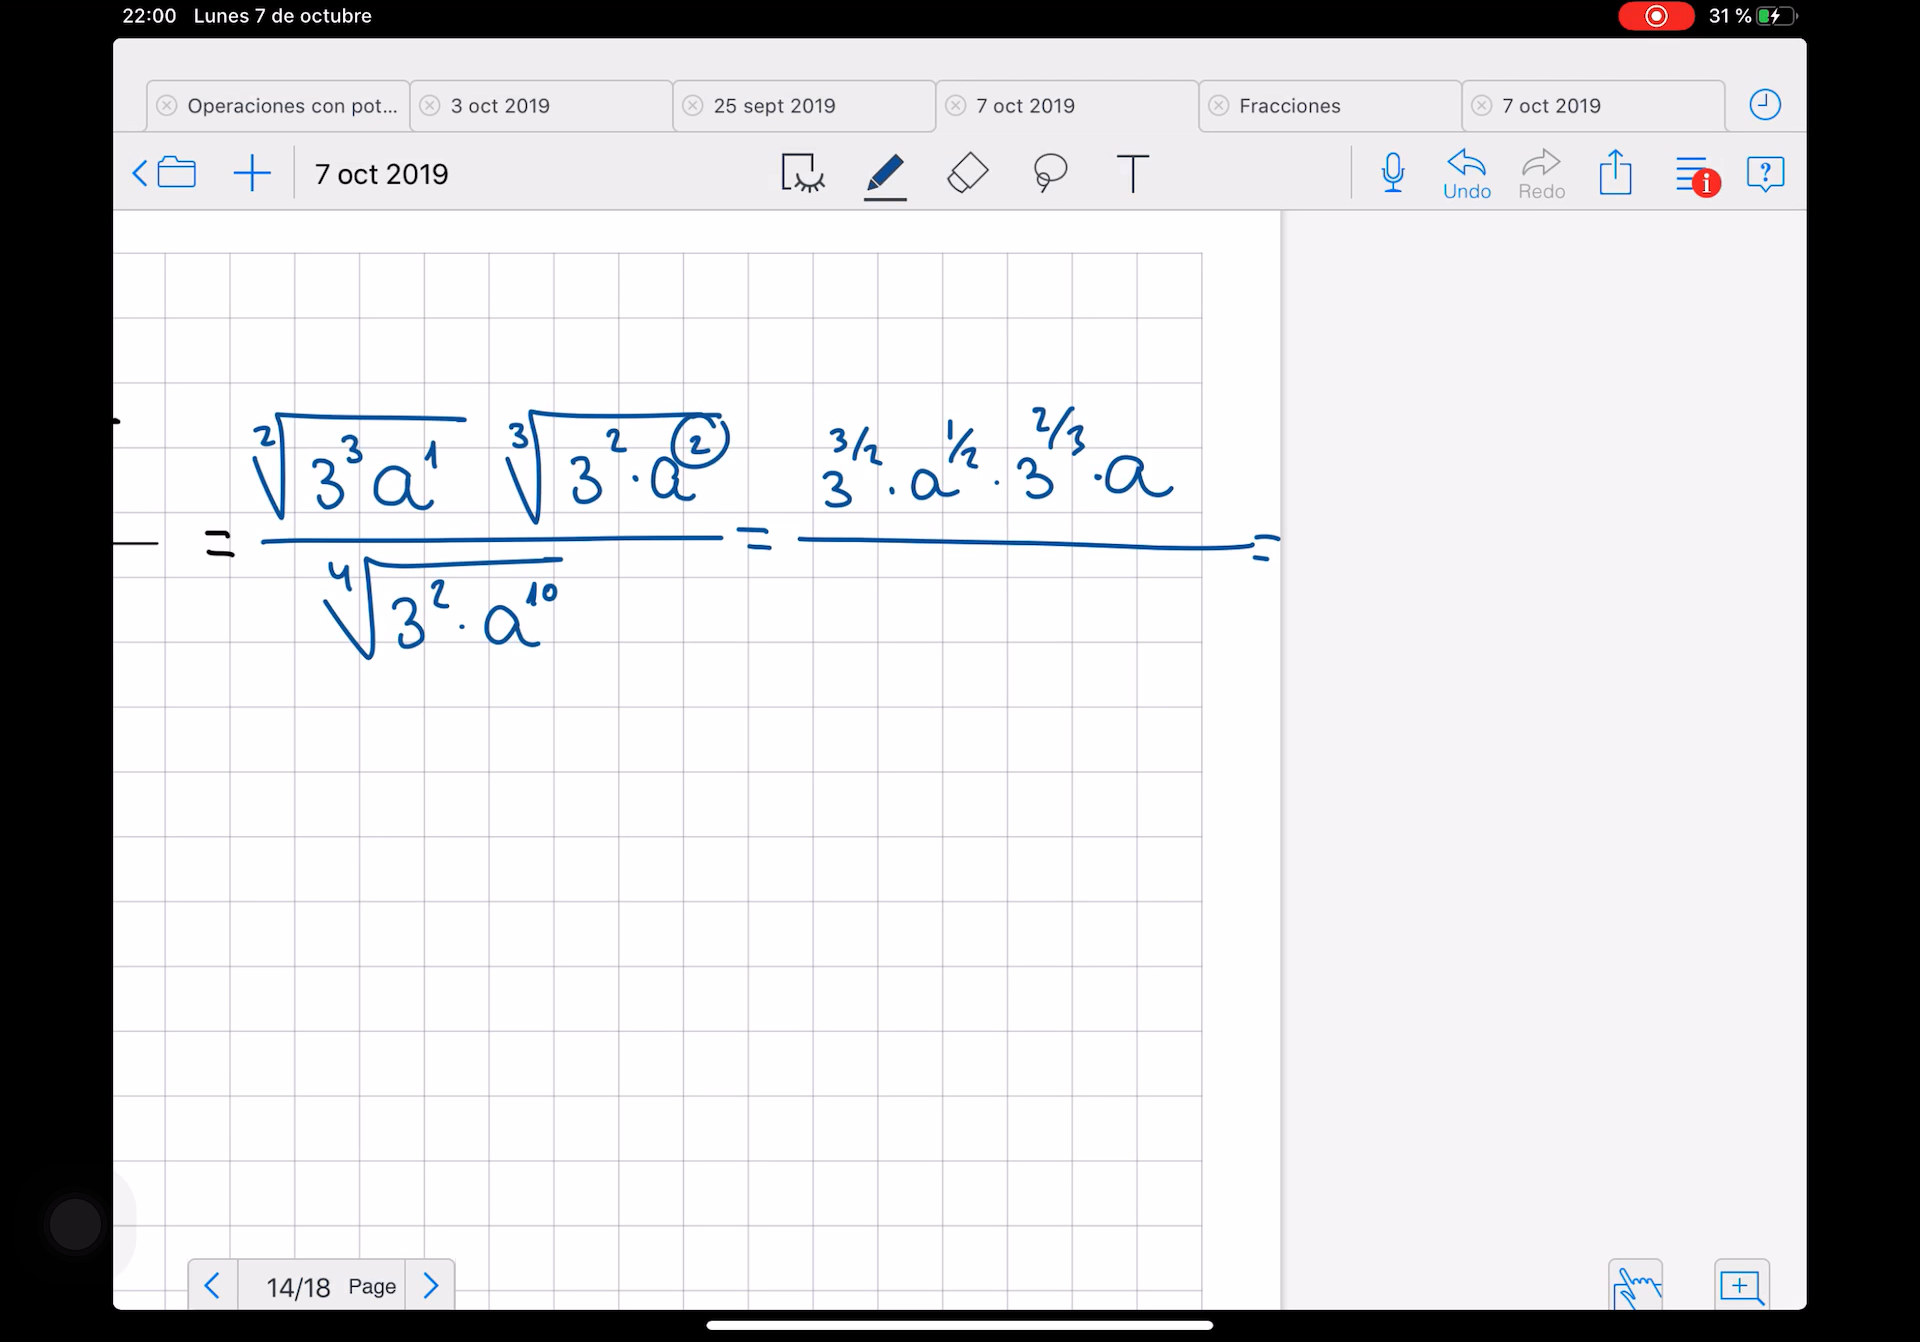 22:00 Lunes 7 de octubre 31 %
Operaciones con pot... 3 oct 2019 25 sept 2019 7 oct 2019 Fracciones 7 oct 2019
7 oct 2019 T Undo Redo i ?
= (√[2]{3³a¹} √[3]{3²·a²}) / √[4]{3²·a¹⁰} = (3^{3/2}·a^{1/2}·3^{2/3}·a) / =
14/18 Page